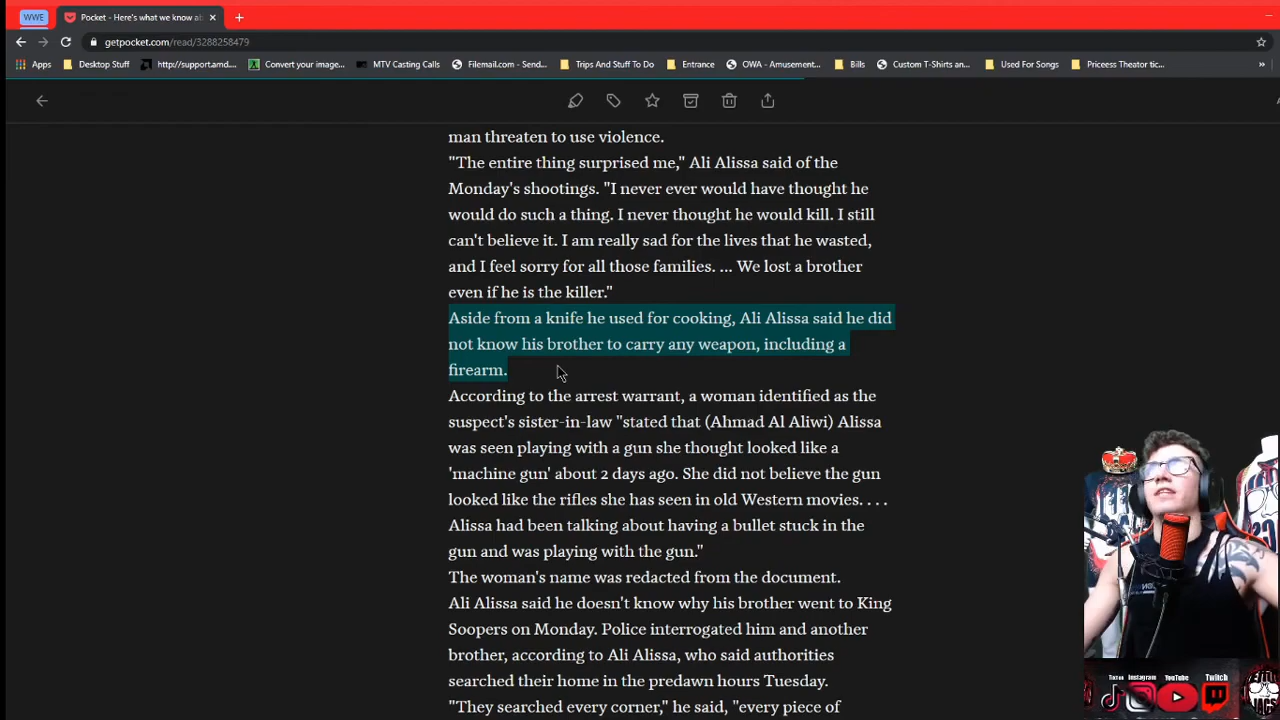 WWE
Pocket - Here's what we know ab
getpocket.com/read/3288258479
Apps
Desktop Stuff
http://support.amd...
Convert your image...
MTV Casting Calls
Filemail.com - Send...
Trips And Stuff To Do
Entrance
OWA - Amusement...
Bills
Custom T-Shirts an...
Used For Songs
Priceess Theator tic...
man threaten to use violence.
"The entire thing surprised me," Ali Alissa said of the
Monday's shootings. "I never ever would have thought he
would do such a thing. I never thought he would kill. I still
can't believe it. I am really sad for the lives that he wasted,
and I feel sorry for all those families. ... We lost a brother
even if he is the killer."
Aside from a knife he used for cooking, Ali Alissa said he did
not know his brother to carry any weapon, including a
firearm.
According to the arrest warrant, a woman identified as the
suspect's sister-in-law "stated that (Ahmad Al Aliwi) Alissa
was seen playing with a gun she thought looked like a
'machine gun' about 2 days ago. She did not believe the gun
looked like the rifles she has seen in old Western movies. . . .
Alissa had been talking about having a bullet stuck in the
gun and was playing with the gun."
The woman's name was redacted from the document.
Ali Alissa said he doesn't know why his brother went to King
Soopers on Monday. Police interrogated him and another
brother, according to Ali Alissa, who said authorities
searched their home in the predawn hours Tuesday.
"They searched every corner," he said, "every piece of
Instagram
YouTube
Twitch